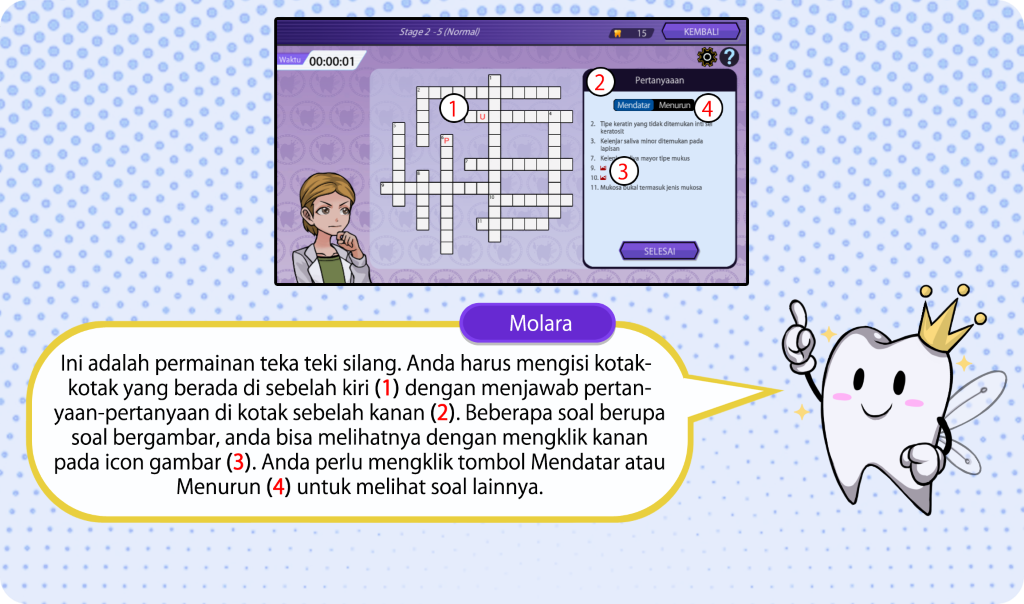 Stage 2 - 5 (Normal)
15
KEMBALI
Waktu
00:00:01
2
Pertanyaaan
Mendatar
Menurun
4
1
U
P
2. Tipe keratin yang tidak ditemukan inti sel
keratosit
3. Kelenjar saliva minor ditemukan pada
lapisan
7. saliva mayor tipe mukus
9.
3
10.
11. Mukosa bukal termasuk jenis mukosa
SELESAI
Molara
Ini adalah permainan teka teki silang. Anda harus mengisi kotak-
kotak yang berada di sebelah kiri (1) dengan menjawab pertan-
yaan-pertanyaan di kotak sebelah kanan (2). Beberapa soal berupa
soal bergambar, anda bisa melihatnya dengan mengklik kanan
pada icon gambar (3). Anda perlu mengklik tombol Mendatar atau
Menurun (4) untuk melihat soal lainnya.